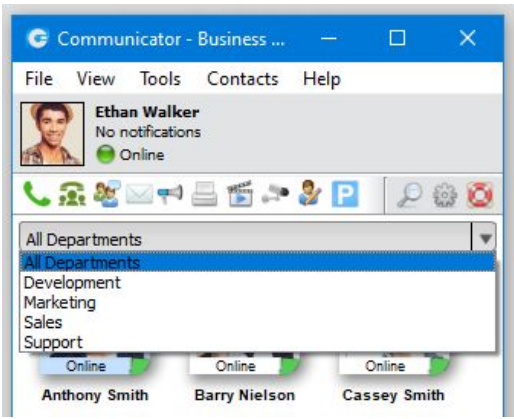 Communicator - Business ...
File View Tools Contacts Help
Ethan Walker
No notifications
Online
P
All Departments
All Departments
Development
Marketing
Sales
Support
Online Online Online
Anthony Smith Barry Nielson Cassey Smith